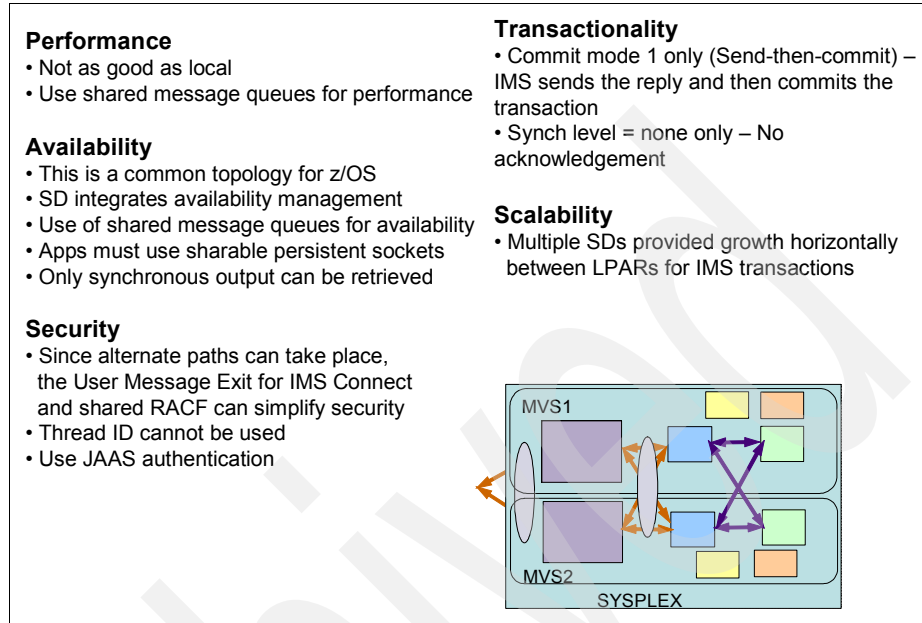 Performance
• Not as good as local
• Use shared message queues for performance
Availability
• This is a common topology for z/OS
• SD integrates availability management
• Use of shared message queues for availability
• Apps must use sharable persistent sockets
• Only synchronous output can be retrieved
Security
• Since alternate paths can take place,
the User Message Exit for IMS Connect
and shared RACF can simplify security
• Thread ID cannot be used
• Use JAAS authentication
Transactionality
• Commit mode 1 only (Send-then-commit) –
IMS sends the reply and then commits the
transaction
• Synch level = none only – No
acknowledgement
Scalability
• Multiple SDs provided growth horizontally
between LPARs for IMS transactions
MVS1
MVS2
SYSPLEX